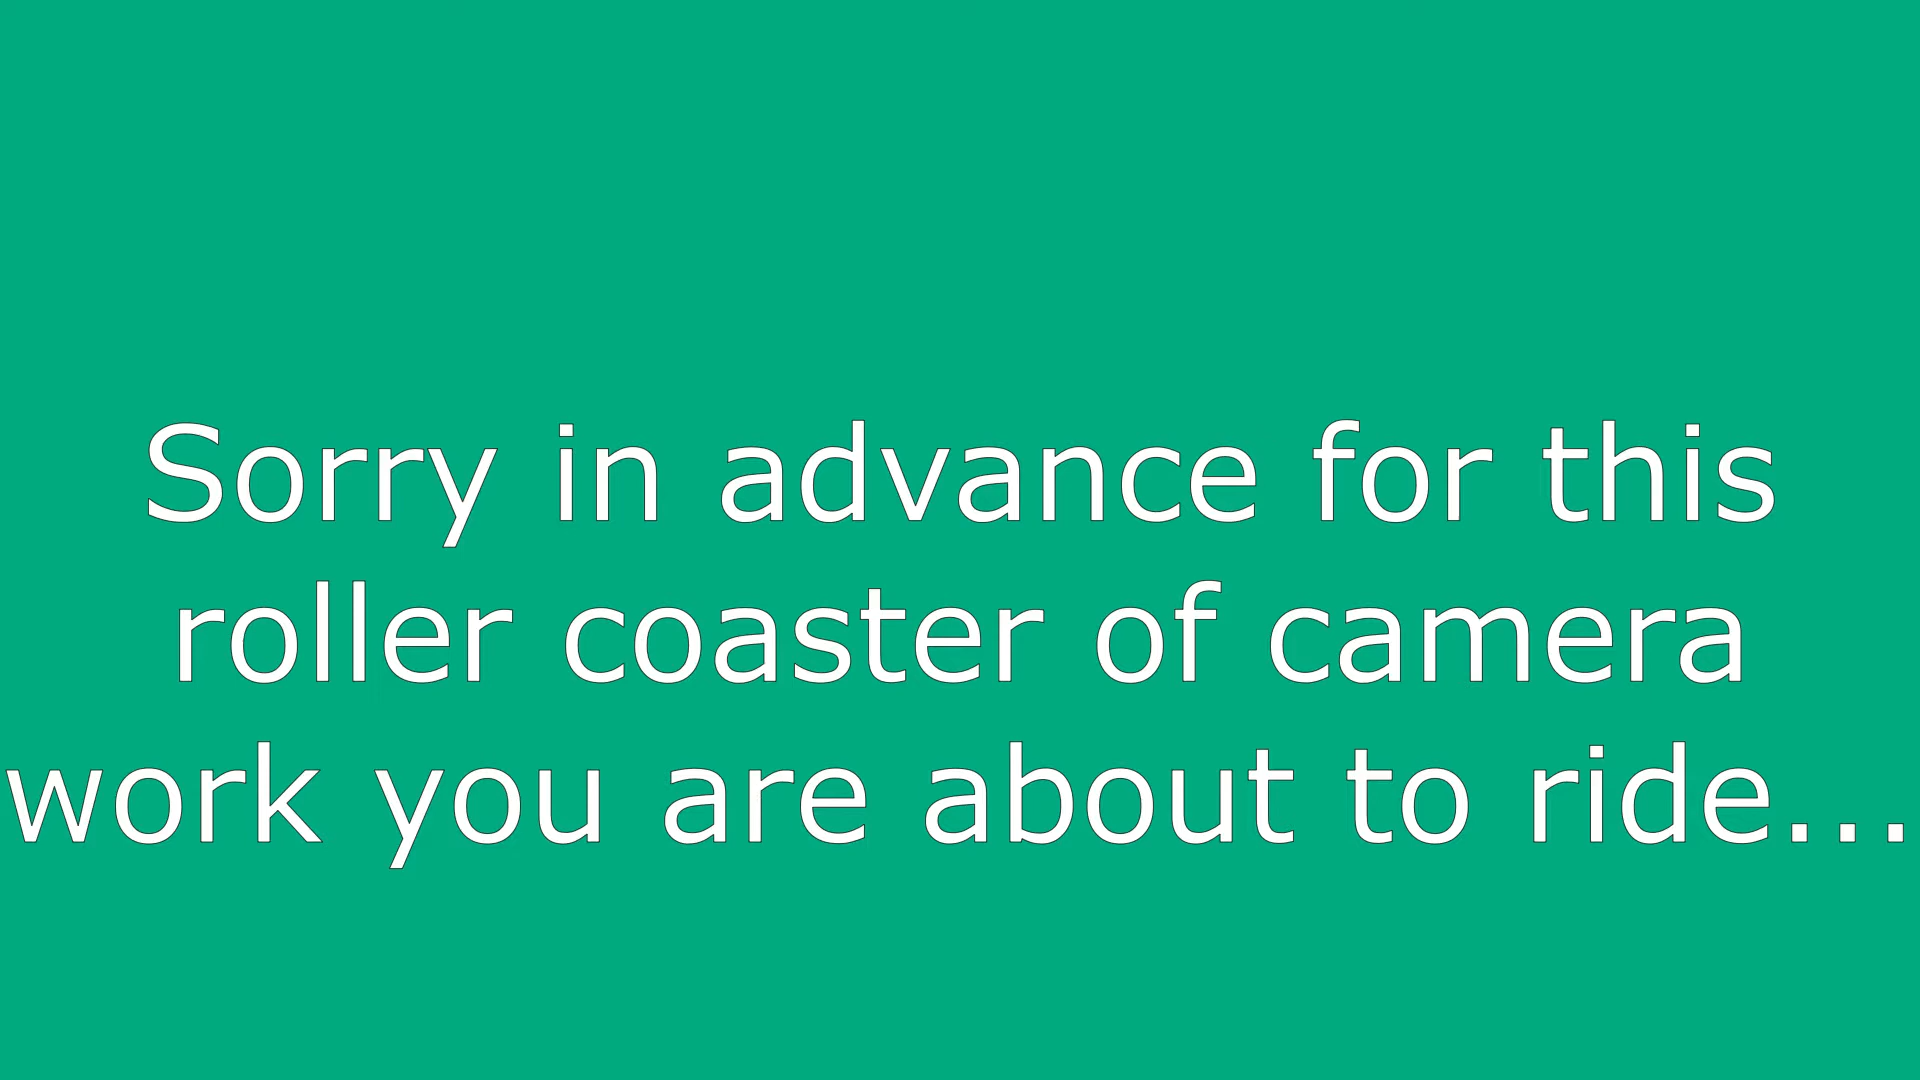 Sorry in advance for this
roller coaster of camera
work you are about to ride...